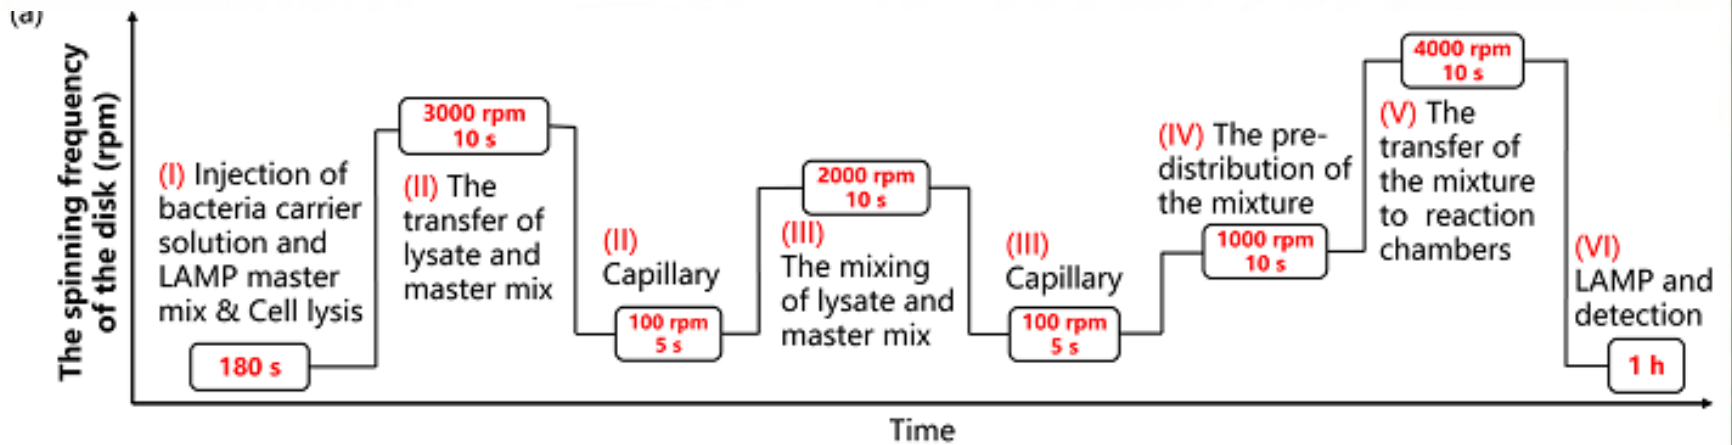 (a)
The spinning frequency
of the disk (rpm)
(I) Injection of
bacteria carrier
solution and
LAMP master
mix & Cell lysis
180 s
3000 rpm
10 s
(II) The
transfer of
lysate and
master mix
(II)
Capillary
100 rpm
5 s
2000 rpm
10 s
(III)
The mixing
of lysate and
master mix
(III)
Capillary
100 rpm
5 s
(IV) The pre-
distribution of
the mixture
1000 rpm
10 s
4000 rpm
10 s
(V) The
transfer of
the mixture
to reaction
chambers
(VI)
LAMP and
detection
1 h
Time